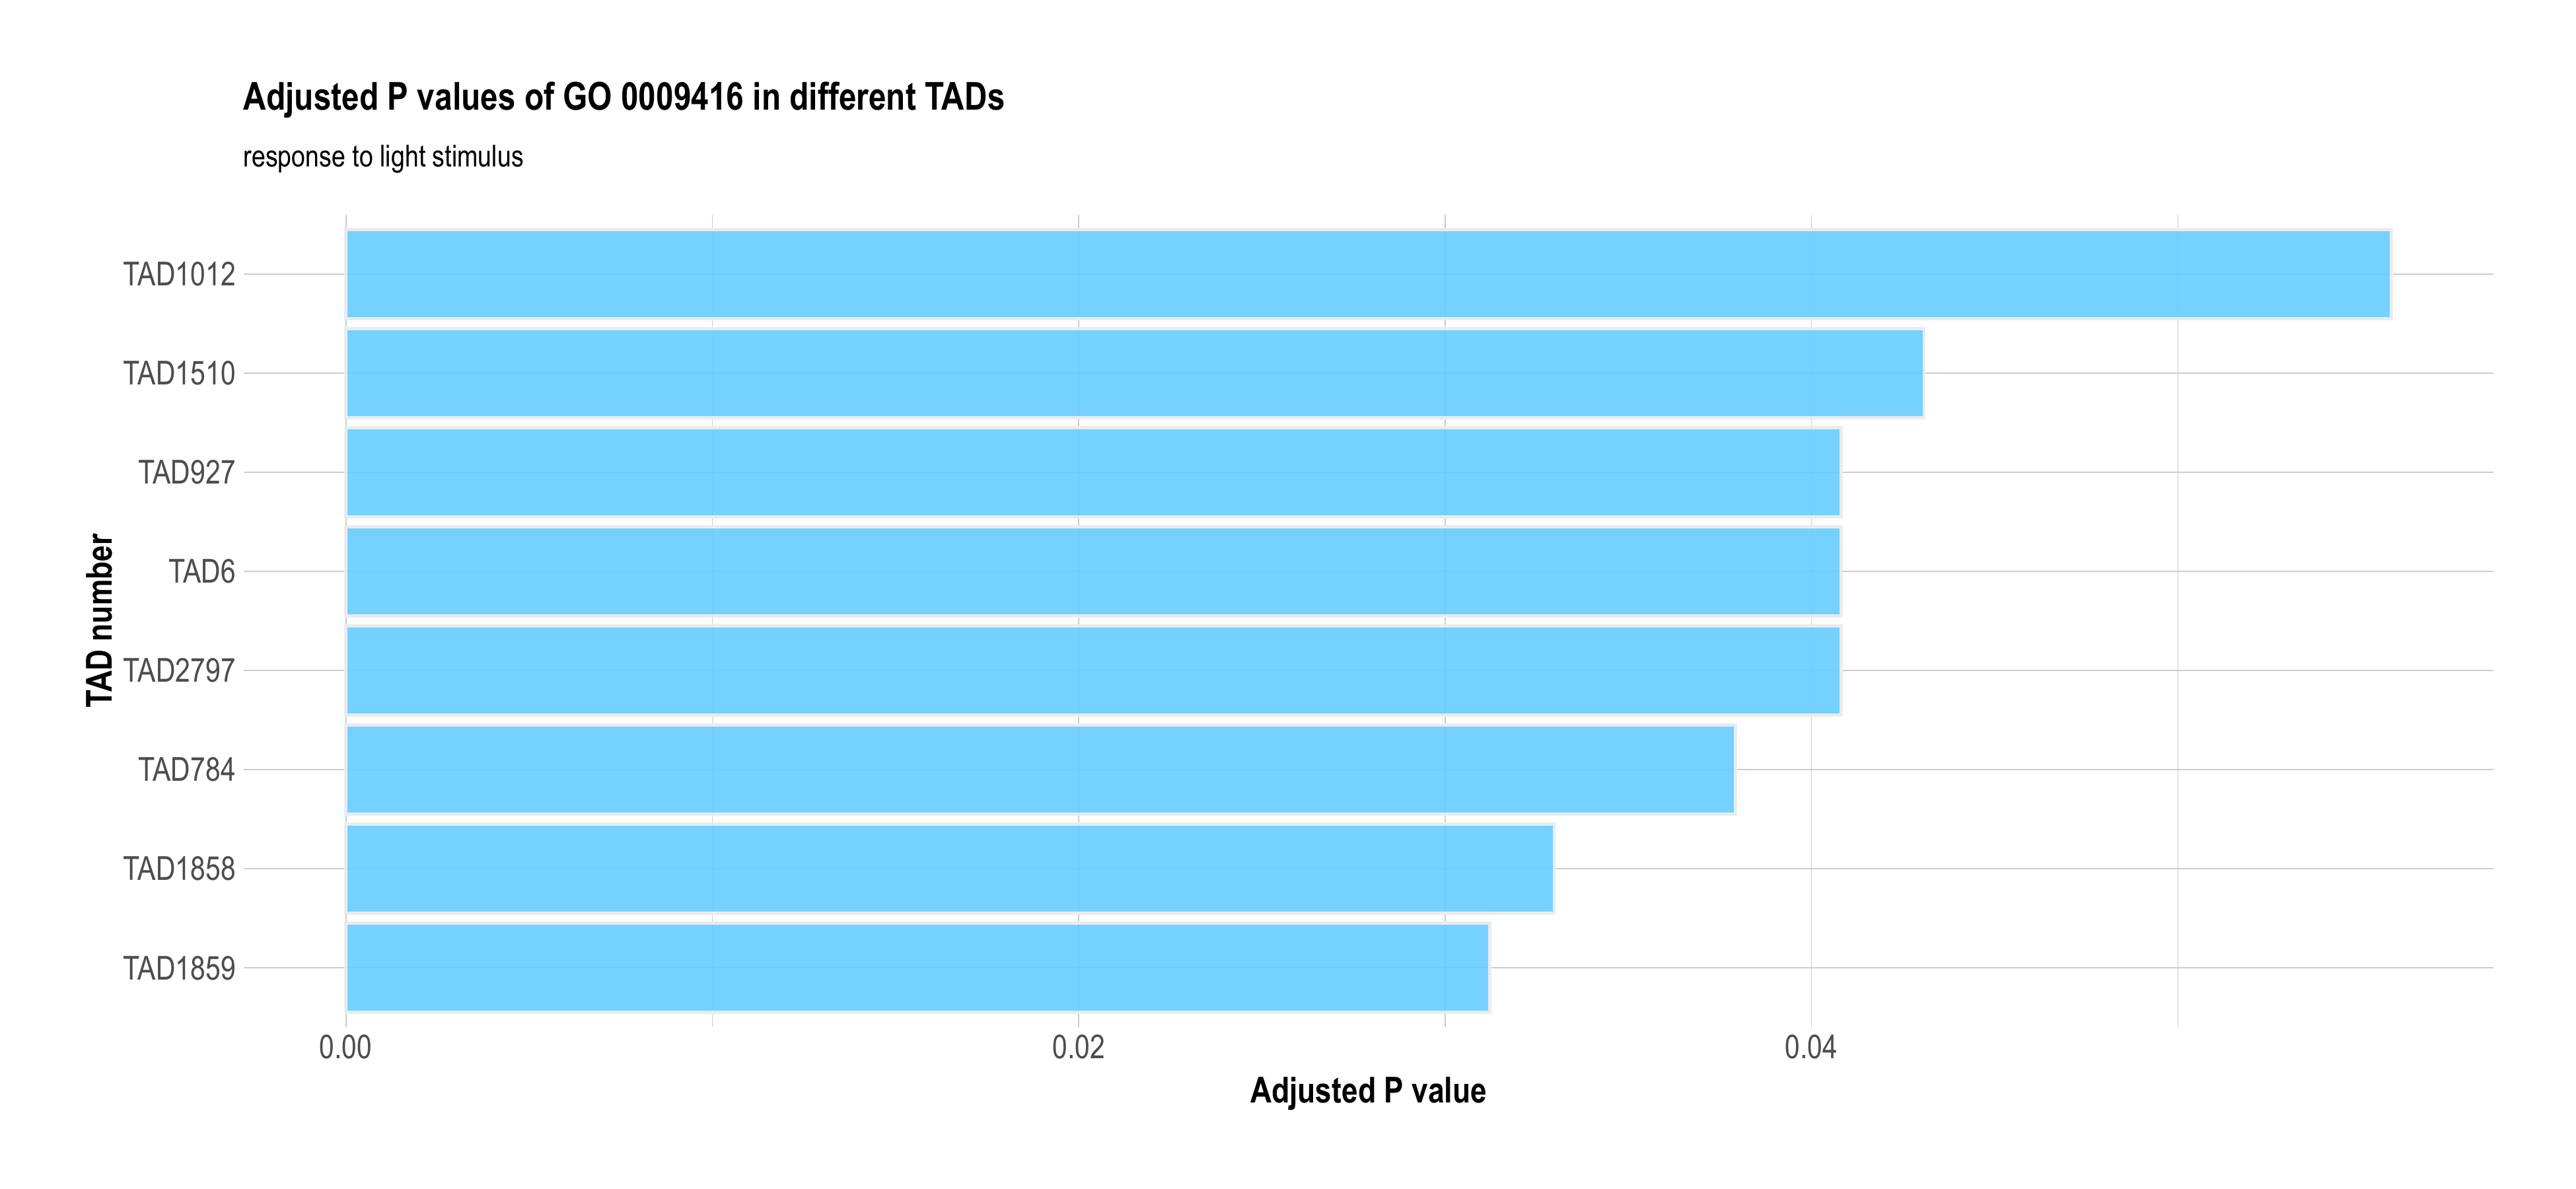 Adjusted P values of GO 0009416 in different TADs
response to light stimulus
TAD number
TAD1012
TAD1510
TAD927
TAD6
TAD2797
TAD784
TAD1858
TAD1859
0.00 0.02 0.04
Adjusted P value